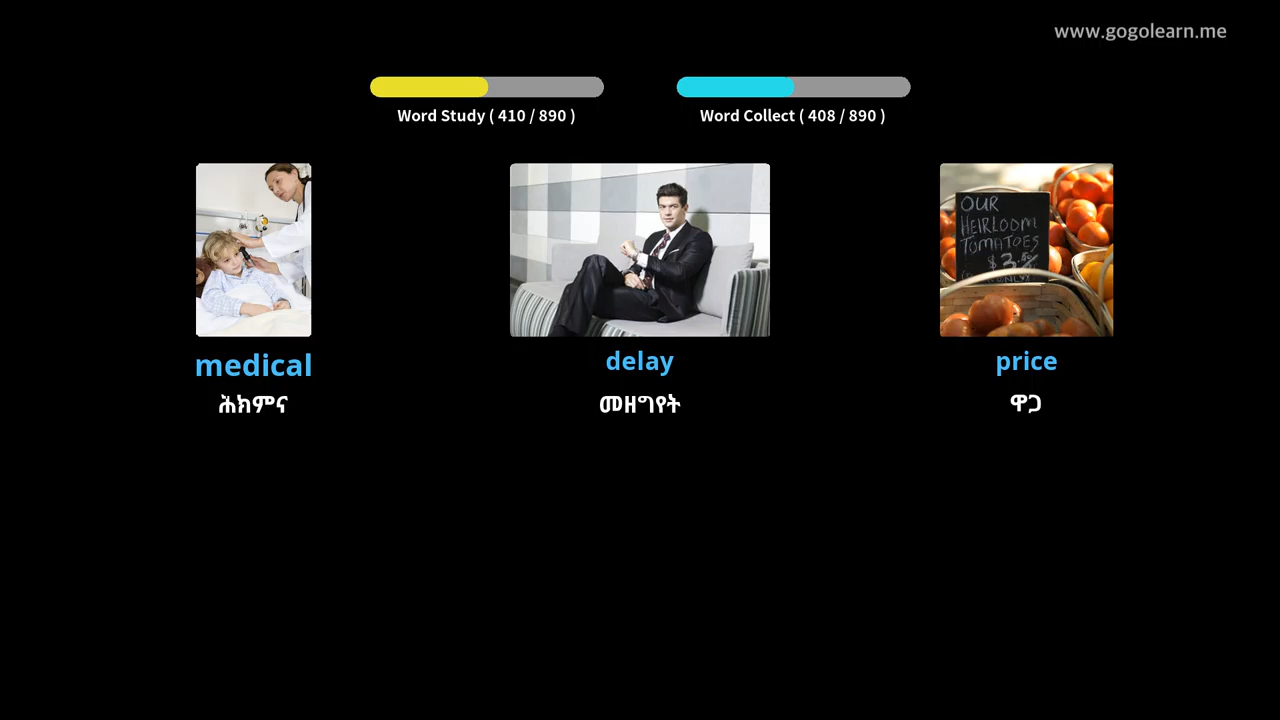 www.gogolearn.me
Word Study ( 410 / 890 )
Word Collect ( 408 / 890 )
OUR
HEIRLOOM
TOMATOES
medical
delay
price
ሕክምና
መዘግየት
ዋጋ